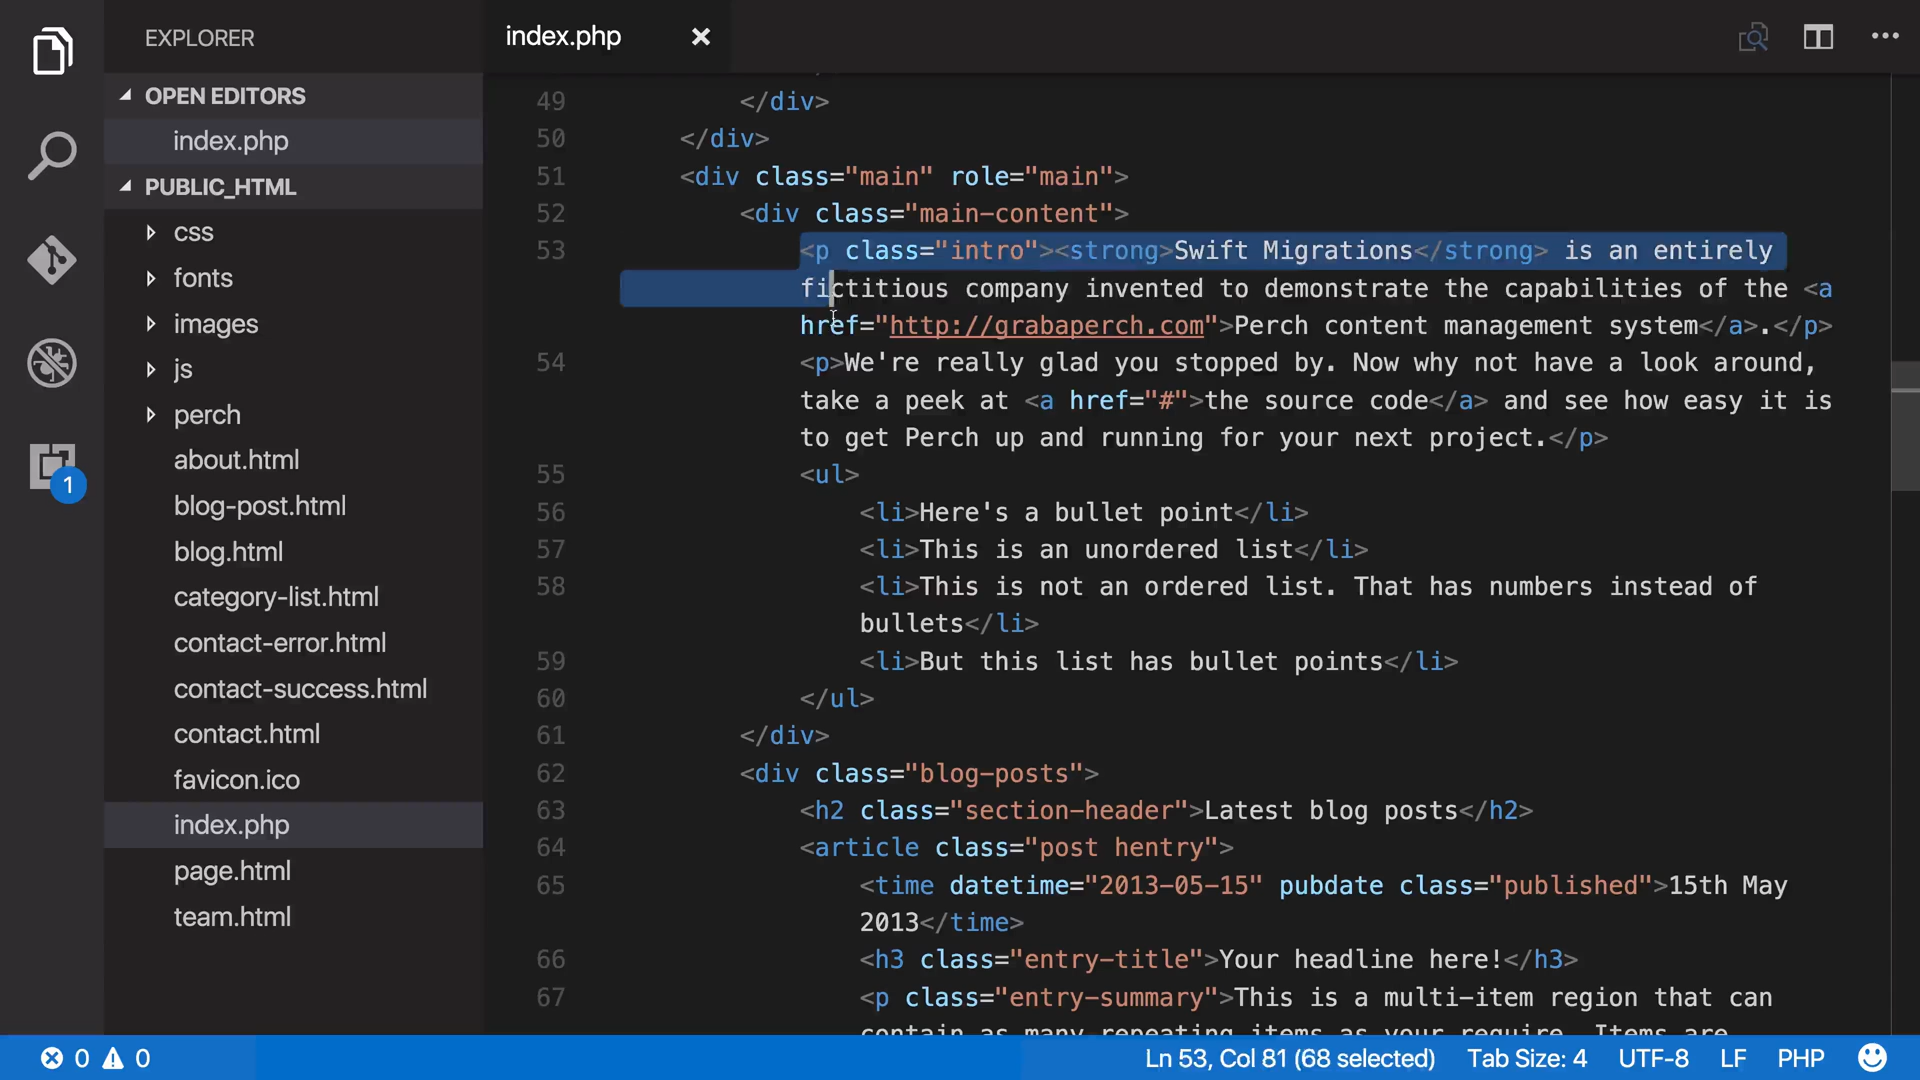 EXPLORER
index.php
OPEN EDITORS
index.php
PUBLIC_HTML
css
fonts
images
js
perch
about.html
blog-post.html
blog.html
category-list.html
contact-error.html
contact-success.html
contact.html
favicon.ico
index.php
page.html
team.html
1
49 </div>
50 </div>
51 <div class="main" role="main">
52 <div class="main-content">
53 <p class="intro"><strong>Swift Migrations</strong> is an entirely
fictitious company invented to demonstrate the capabilities of the <a
href="http://grabaperch.com">Perch content management system</a>.</p>
54 <p>We're really glad you stopped by. Now why not have a look around,
take a peek at <a href="#">the source code</a> and see how easy it is
to get Perch up and running for your next project.</p>
55 <ul>
56 <li>Here's a bullet point</li>
57 <li>This is an unordered list</li>
58 <li>This is not an ordered list. That has numbers instead of
bullets</li>
59 <li>But this list has bullet points</li>
60 </ul>
61 </div>
62 <div class="blog-posts">
63 <h2 class="section-header">Latest blog posts</h2>
64 <article class="post hentry">
65 <time datetime="2013-05-15" pubdate class="published">15th May
2013</time>
66 <h3 class="entry-title">Your headline here!</h3>
67 <p class="entry-summary">This is a multi-item region that can
contain as many repeating items as your require. Items are
0 0
Ln 53, Col 81 (68 selected) Tab Size: 4 UTF-8 LF PHP